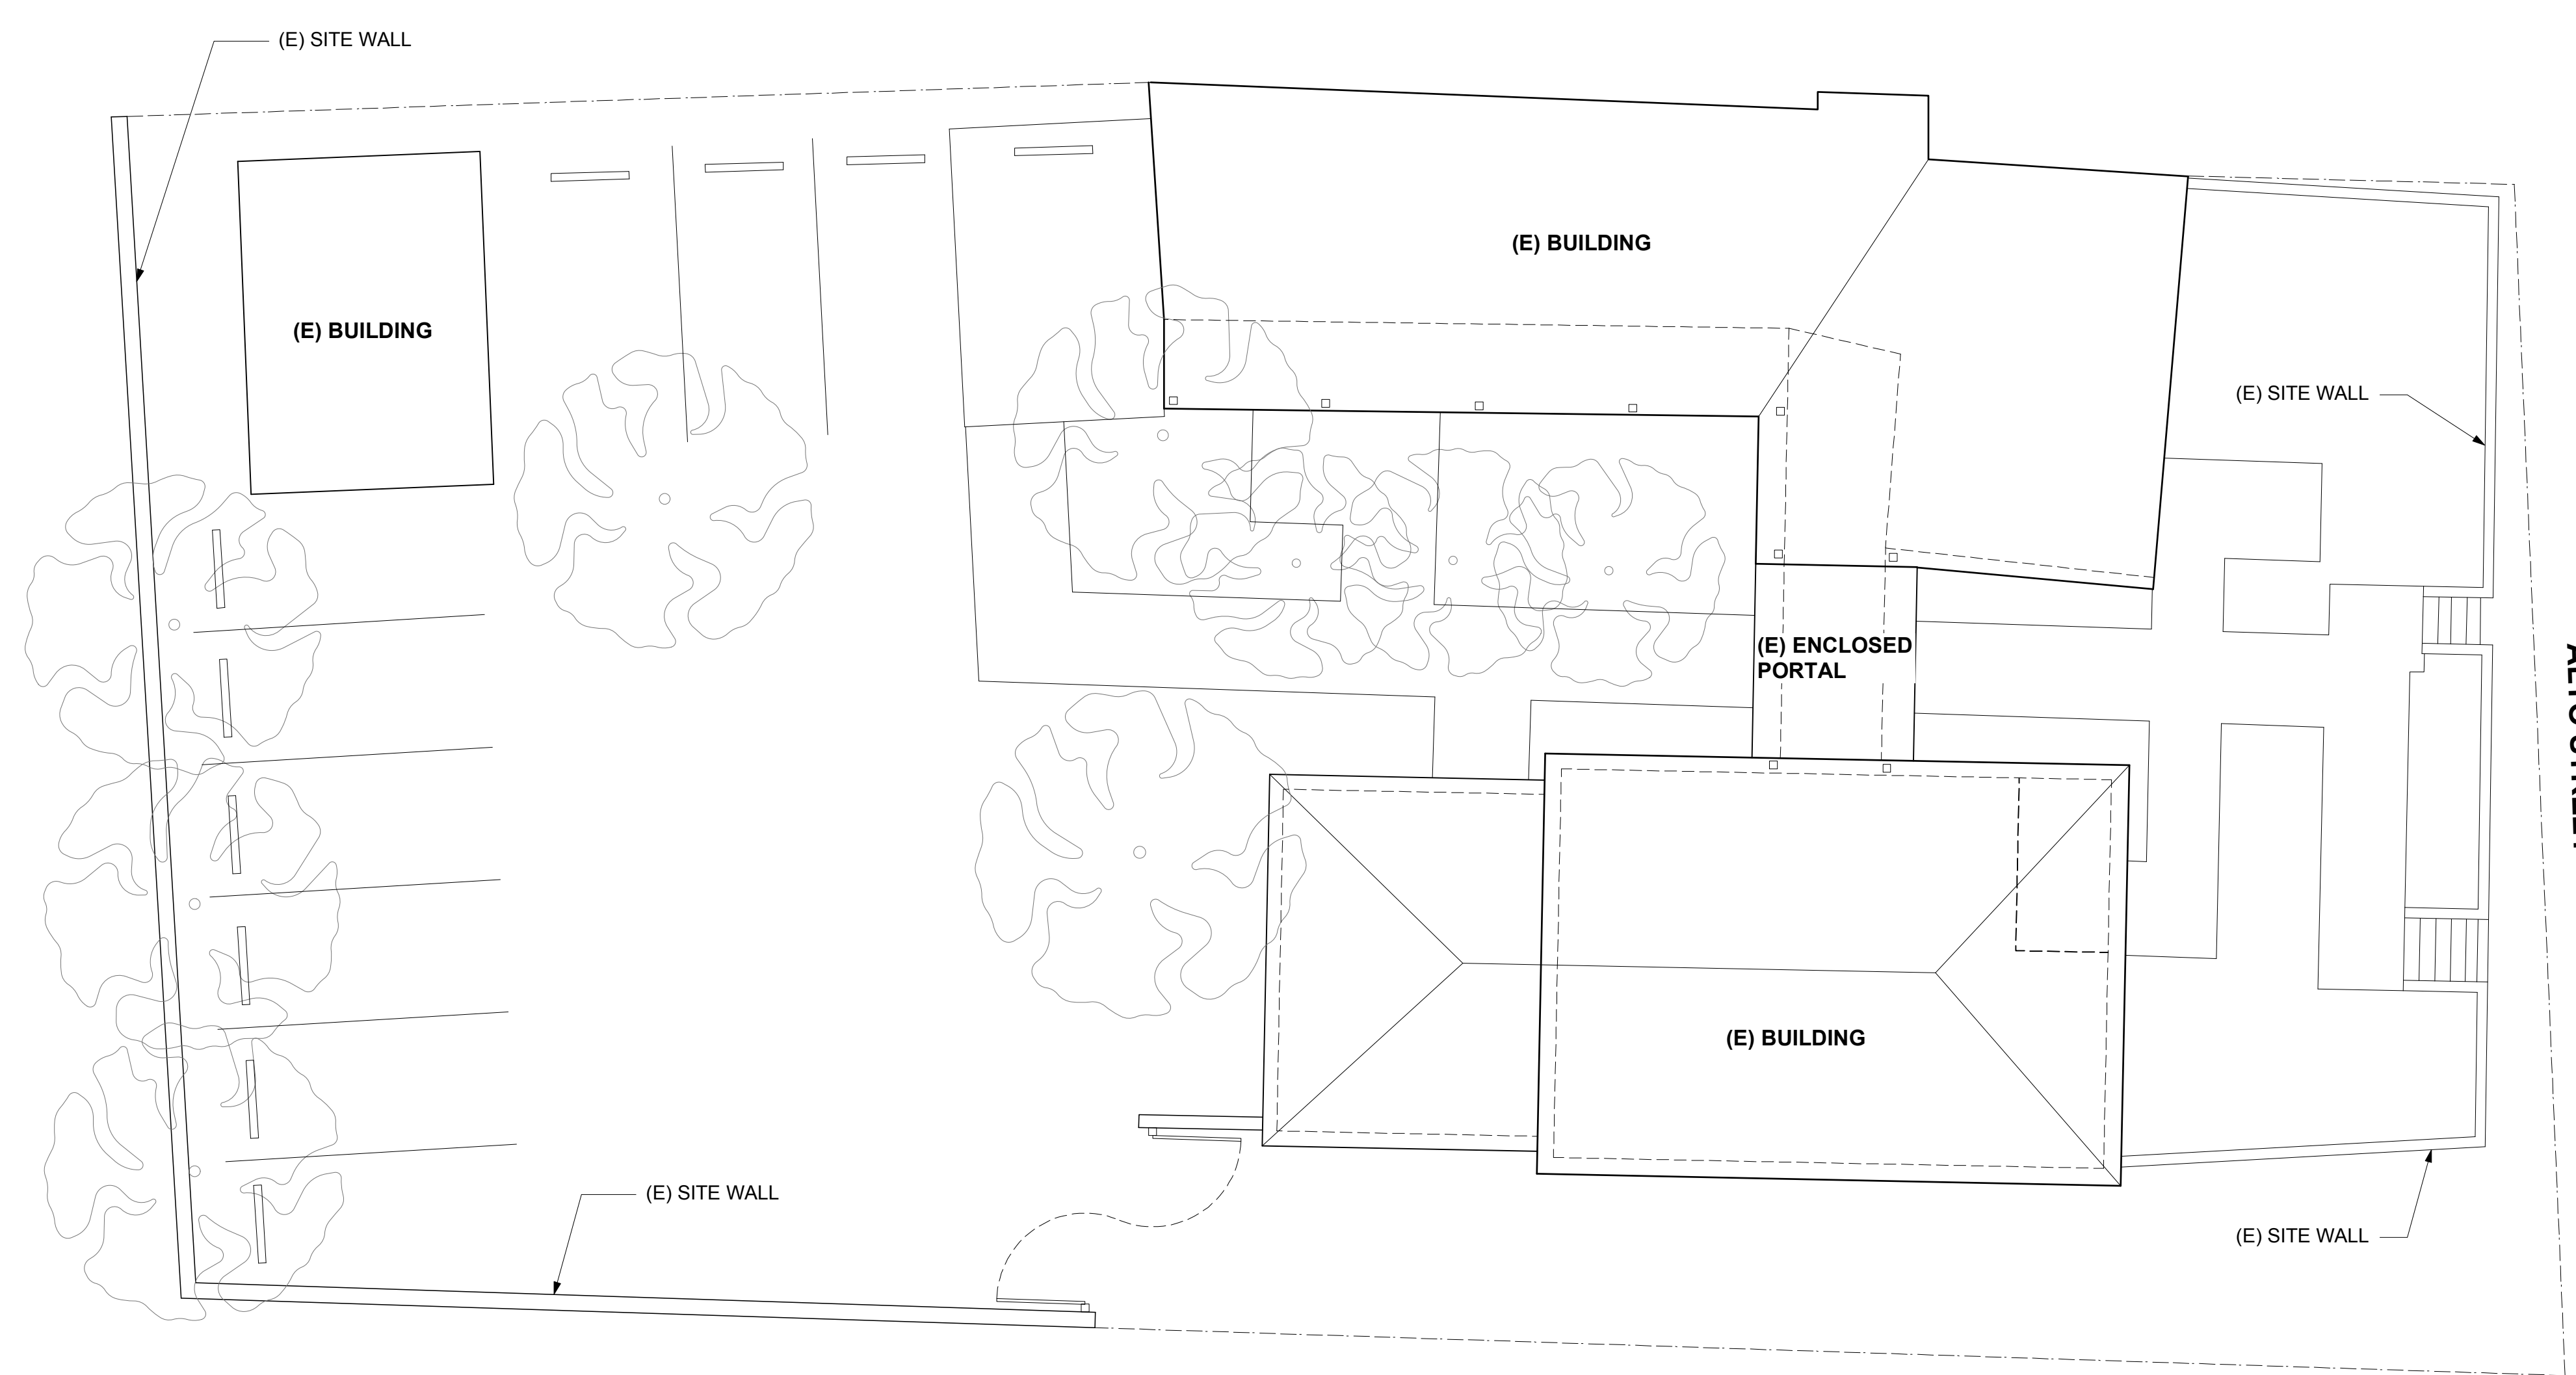 (E) SITE WALL
(E) BUILDING
(E) BUILDING
(E) SITE WALL
(E) ENCLOSED
PORTAL
(E) BUILDING
(E) SITE WALL
(E) SITE WALL